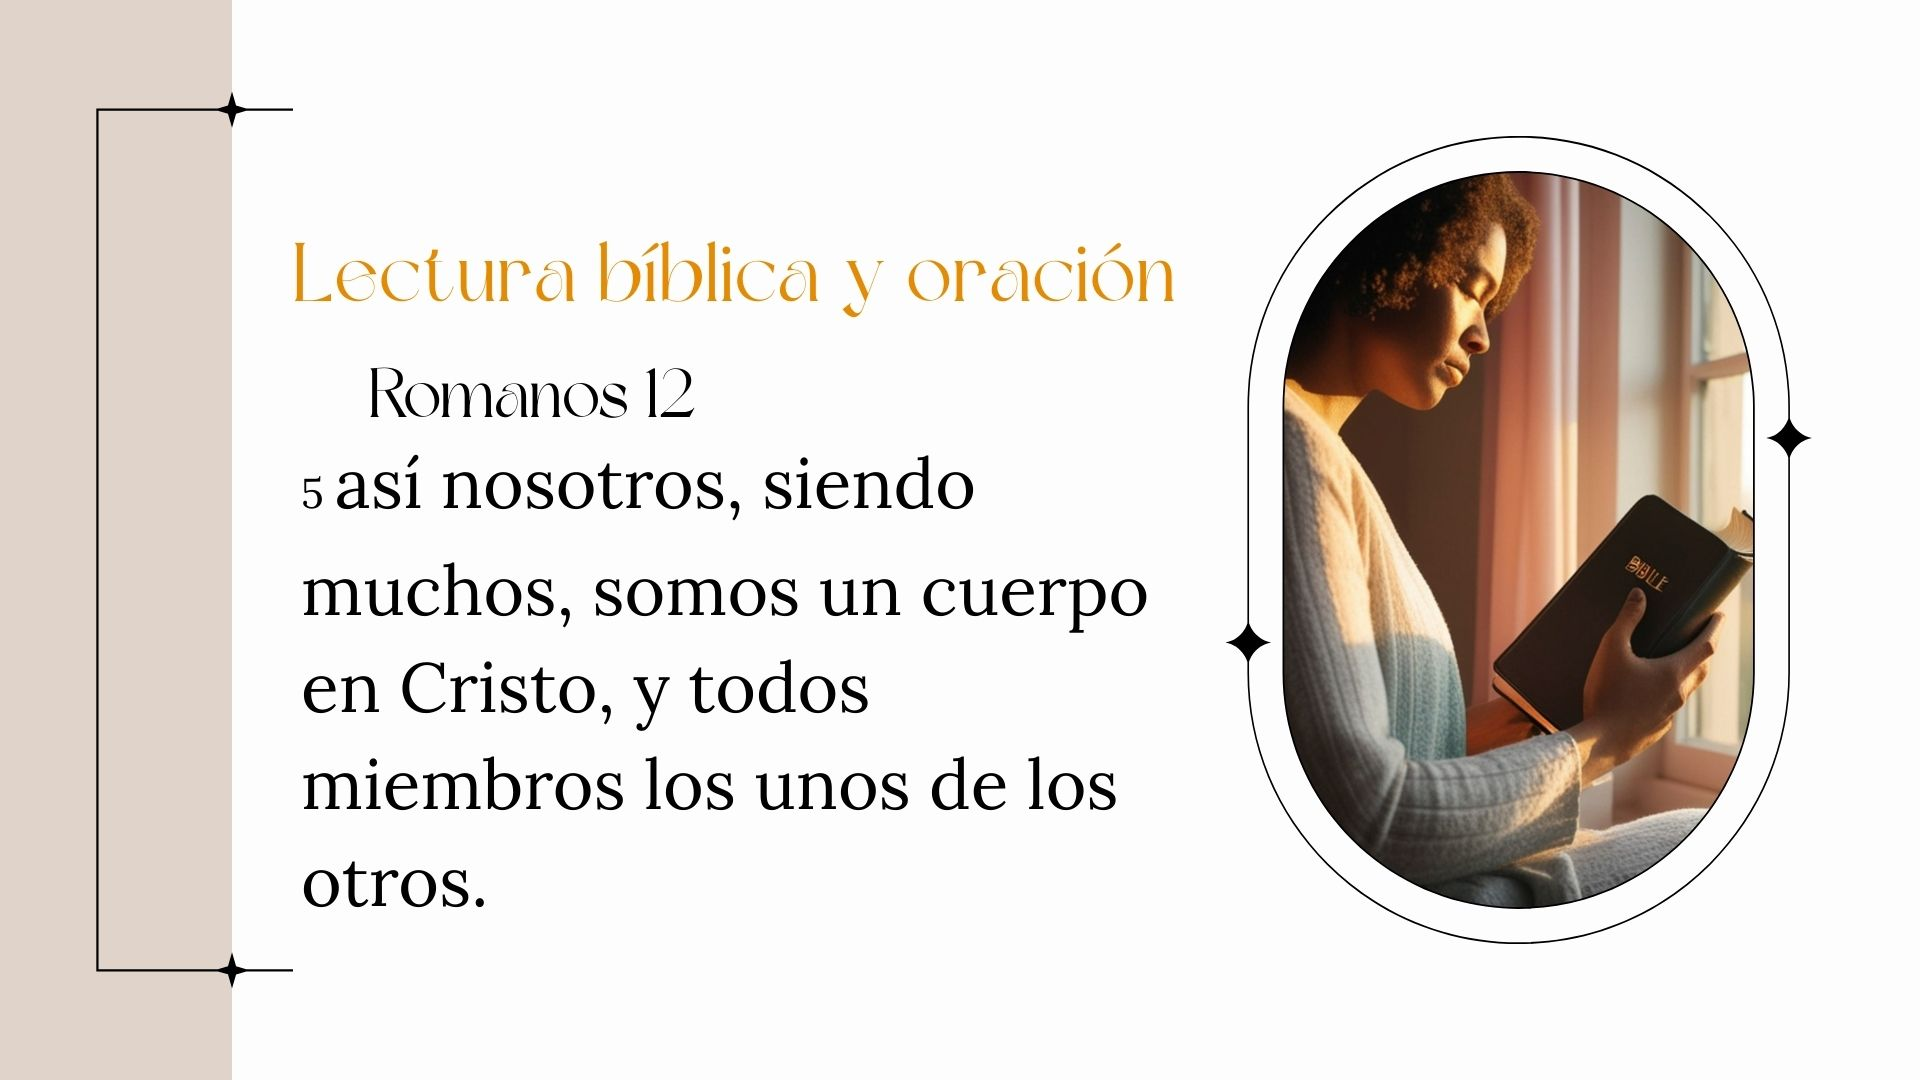 Lectura bíblica y oración
Romanos 12
5 así nosotros, siendo
muchos, somos un cuerpo
en Cristo, y todos
miembros los unos de los
otros.
BIBLE